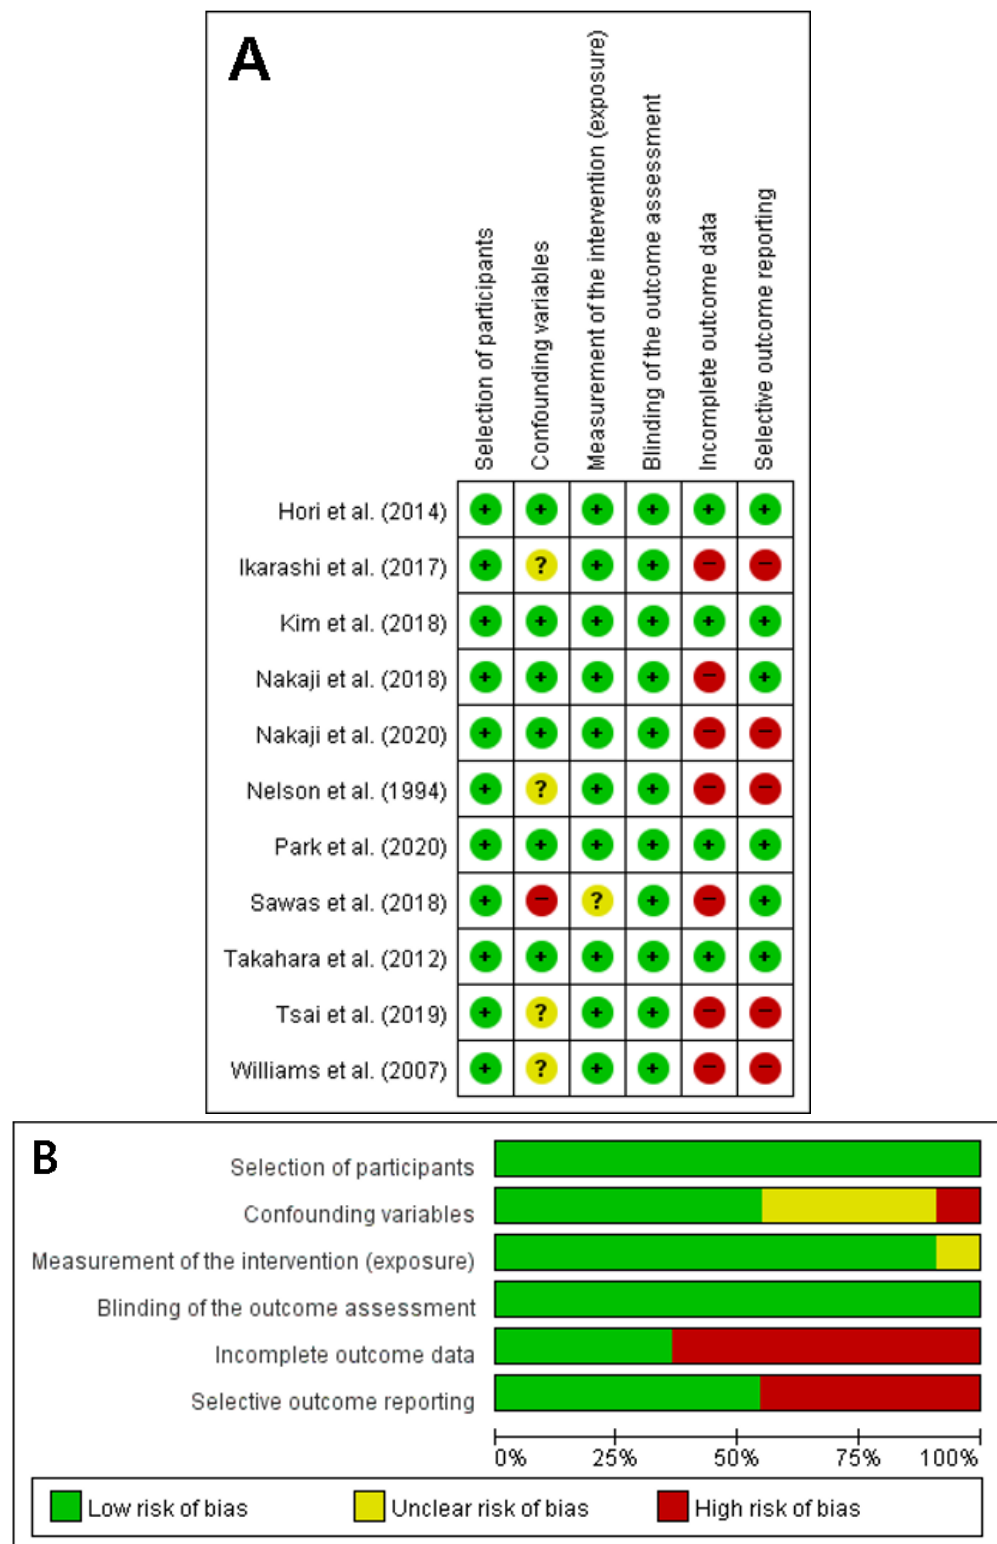 A
Selection of participants
Confounding variables
Measurement of the intervention (exposure)
Blinding of the outcome assessment
Incomplete outcome data
Selective outcome reporting
Hori et al. (2014) + + + + + +
Ikarashi et al. (2017) + ? + + − −
Kim et al. (2018) + + + + + +
Nakaji et al. (2018) + + + + − +
Nakaji et al. (2020) + + + + − −
Nelson et al. (1994) + ? + + − −
Park et al. (2020) + + + + + +
Sawas et al. (2018) + − ? + − +
Takahara et al. (2012) + + + + + +
Tsai et al. (2019) + ? + + − −
Williams et al. (2007) + ? + + − −
B
Selection of participants
Confounding variables
Measurement of the intervention (exposure)
Blinding of the outcome assessment
Incomplete outcome data
Selective outcome reporting
0% 25% 50% 75% 100%
Low risk of bias Unclear risk of bias High risk of bias